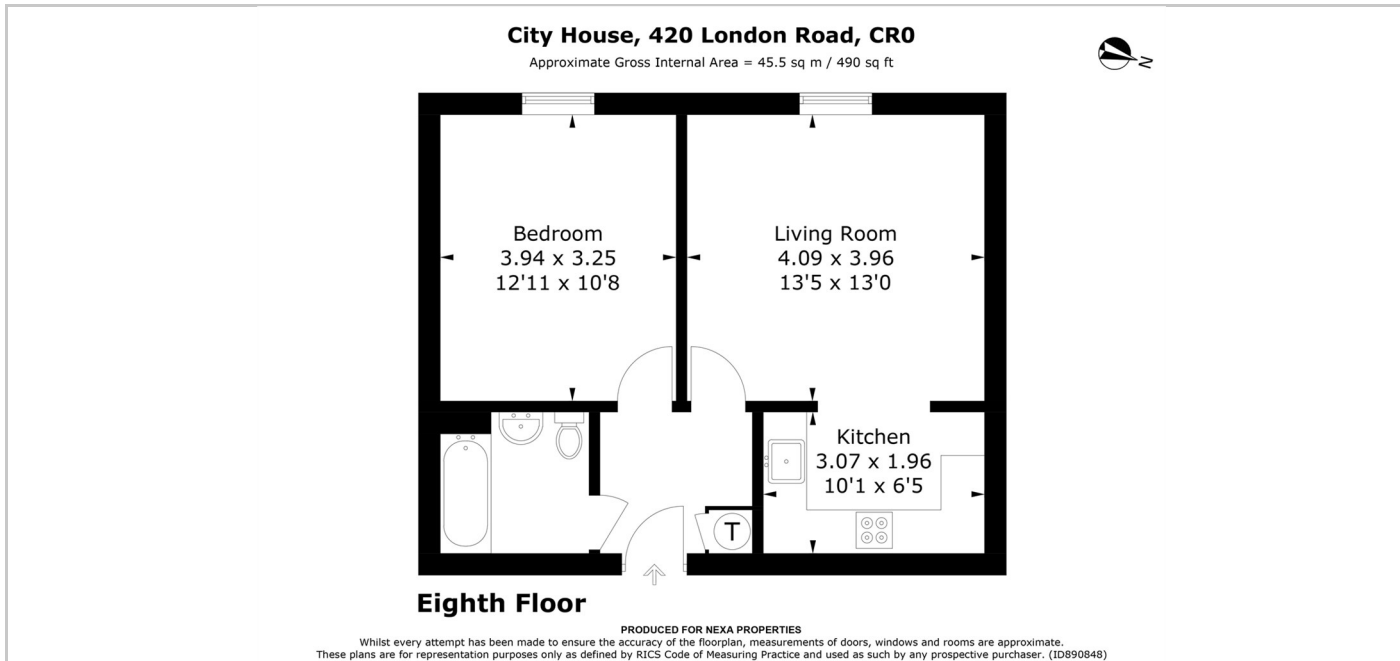 City House, 420 London Road, CR0
Approximate Gross Internal Area = 45.5 sq m / 490 sq ft
N
Bedroom
3.94 x 3.25
12'11 x 10'8
Living Room
4.09 x 3.96
13'5 x 13'0
Kitchen
3.07 x 1.96
10'1 x 6'5
T
Eighth Floor
PRODUCED FOR NEXA PROPERTIES
Whilst every attempt has been made to ensure the accuracy of the floorplan, measurements of doors, windows and rooms are approximate.
These plans are for representation purposes only as defined by RICS Code of Measuring Practice and used as such by any prospective purchaser. (ID890848)